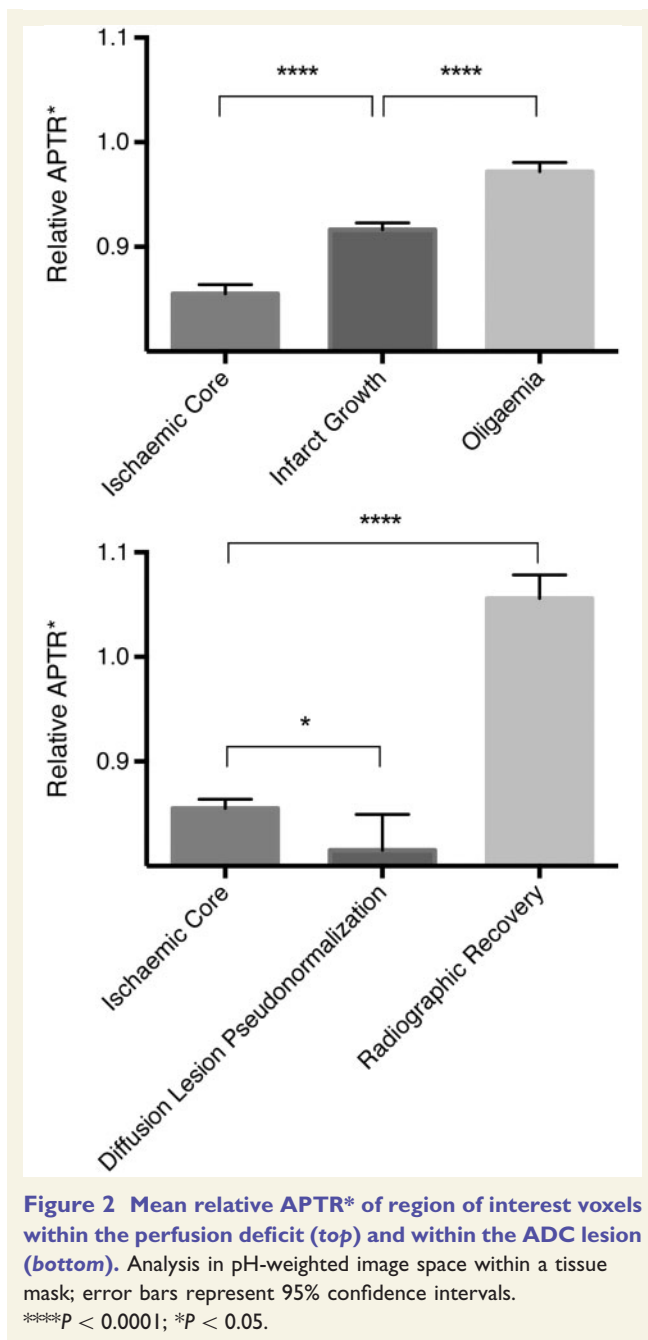 1.1
**** ****
1.0
0.9
Relative APTR*
Ischaemic Core
Infarct Growth
Oligaemia
****
1.1
1.0
*
0.9
Relative APTR*
Ischaemic Core
Diffusion Lesion Pseudonormalization
Radiographic Recovery
Figure 2 Mean relative APTR* of region of interest voxels
within the perfusion deficit (top) and within the ADC lesion
(bottom). Analysis in pH-weighted image space within a tissue
mask; error bars represent 95% confidence intervals.
****P < 0.0001; *P < 0.05.